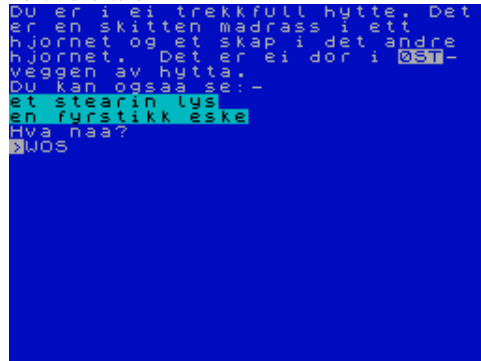 Du er i ei trekkfull hytte. Det
er en skitten madrass i ett
hjornet og et skap i det andre
hjornet.  Det er ei dor i ØST-
veggen av hytta.
Du kan ogsaa se:-
et stearin lys
en fyrstikk eske
Hva naa?
>WOS